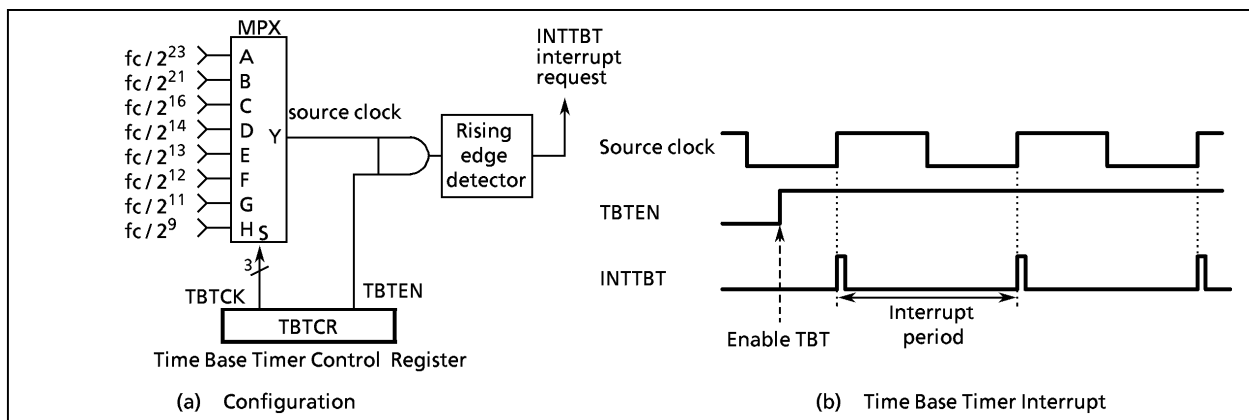 MPX
fc / 2^23
fc / 2^21
fc / 2^16
fc / 2^14
fc / 2^13
fc / 2^12
fc / 2^11
fc / 2^9
A
B
C
D
E
F
G
H
S
Y
source clock
Rising
edge
detector
INTTBT
interrupt
request
3
TBTCK
TBTEN
TBTCR
Time Base Timer Control Register
(a) Configuration
Source clock
TBTEN
INTTBT
Enable TBT
Interrupt
period
(b) Time Base Timer Interrupt